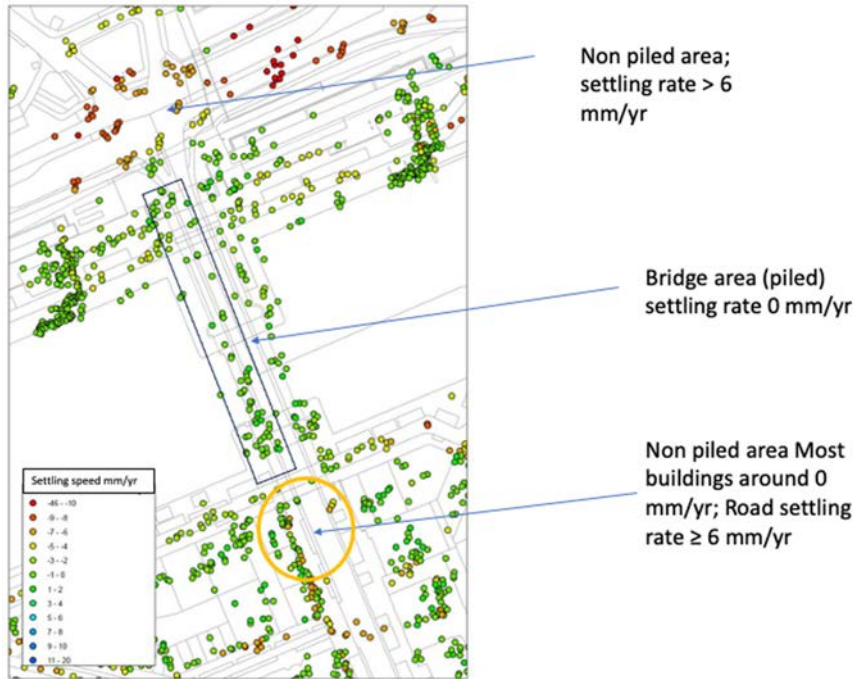 Non piled area;
settling rate > 6
mm/yr
Bridge area (piled)
settling rate 0 mm/yr
Non piled area Most
buildings around 0
mm/yr; Road settling
rate ≥ 6 mm/yr
Settling speed mm/yr
-46 - -10
-9 - -8
-7 - -6
-5 - -4
-3 - -2
-1 - 0
1 - 2
3 - 4
5 - 6
7 - 8
9 - 10
11 - 20